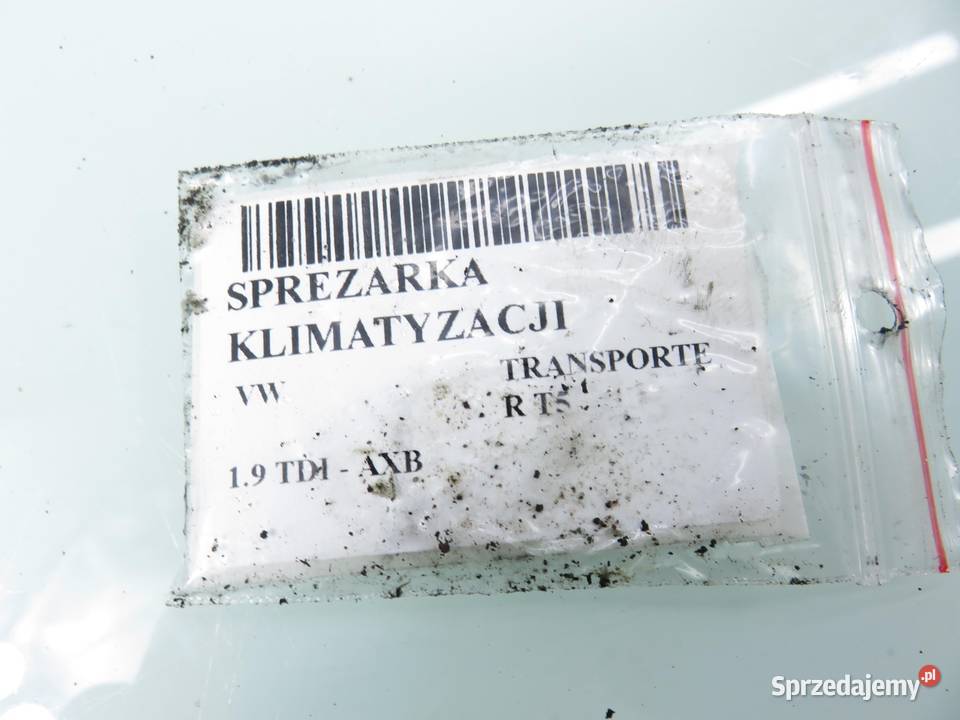 SPREZARKA
KLIMATYZACJI
VW
TRANSPORTE
R T5
1.9 TDI - AXB
Sprzedajemy.pl